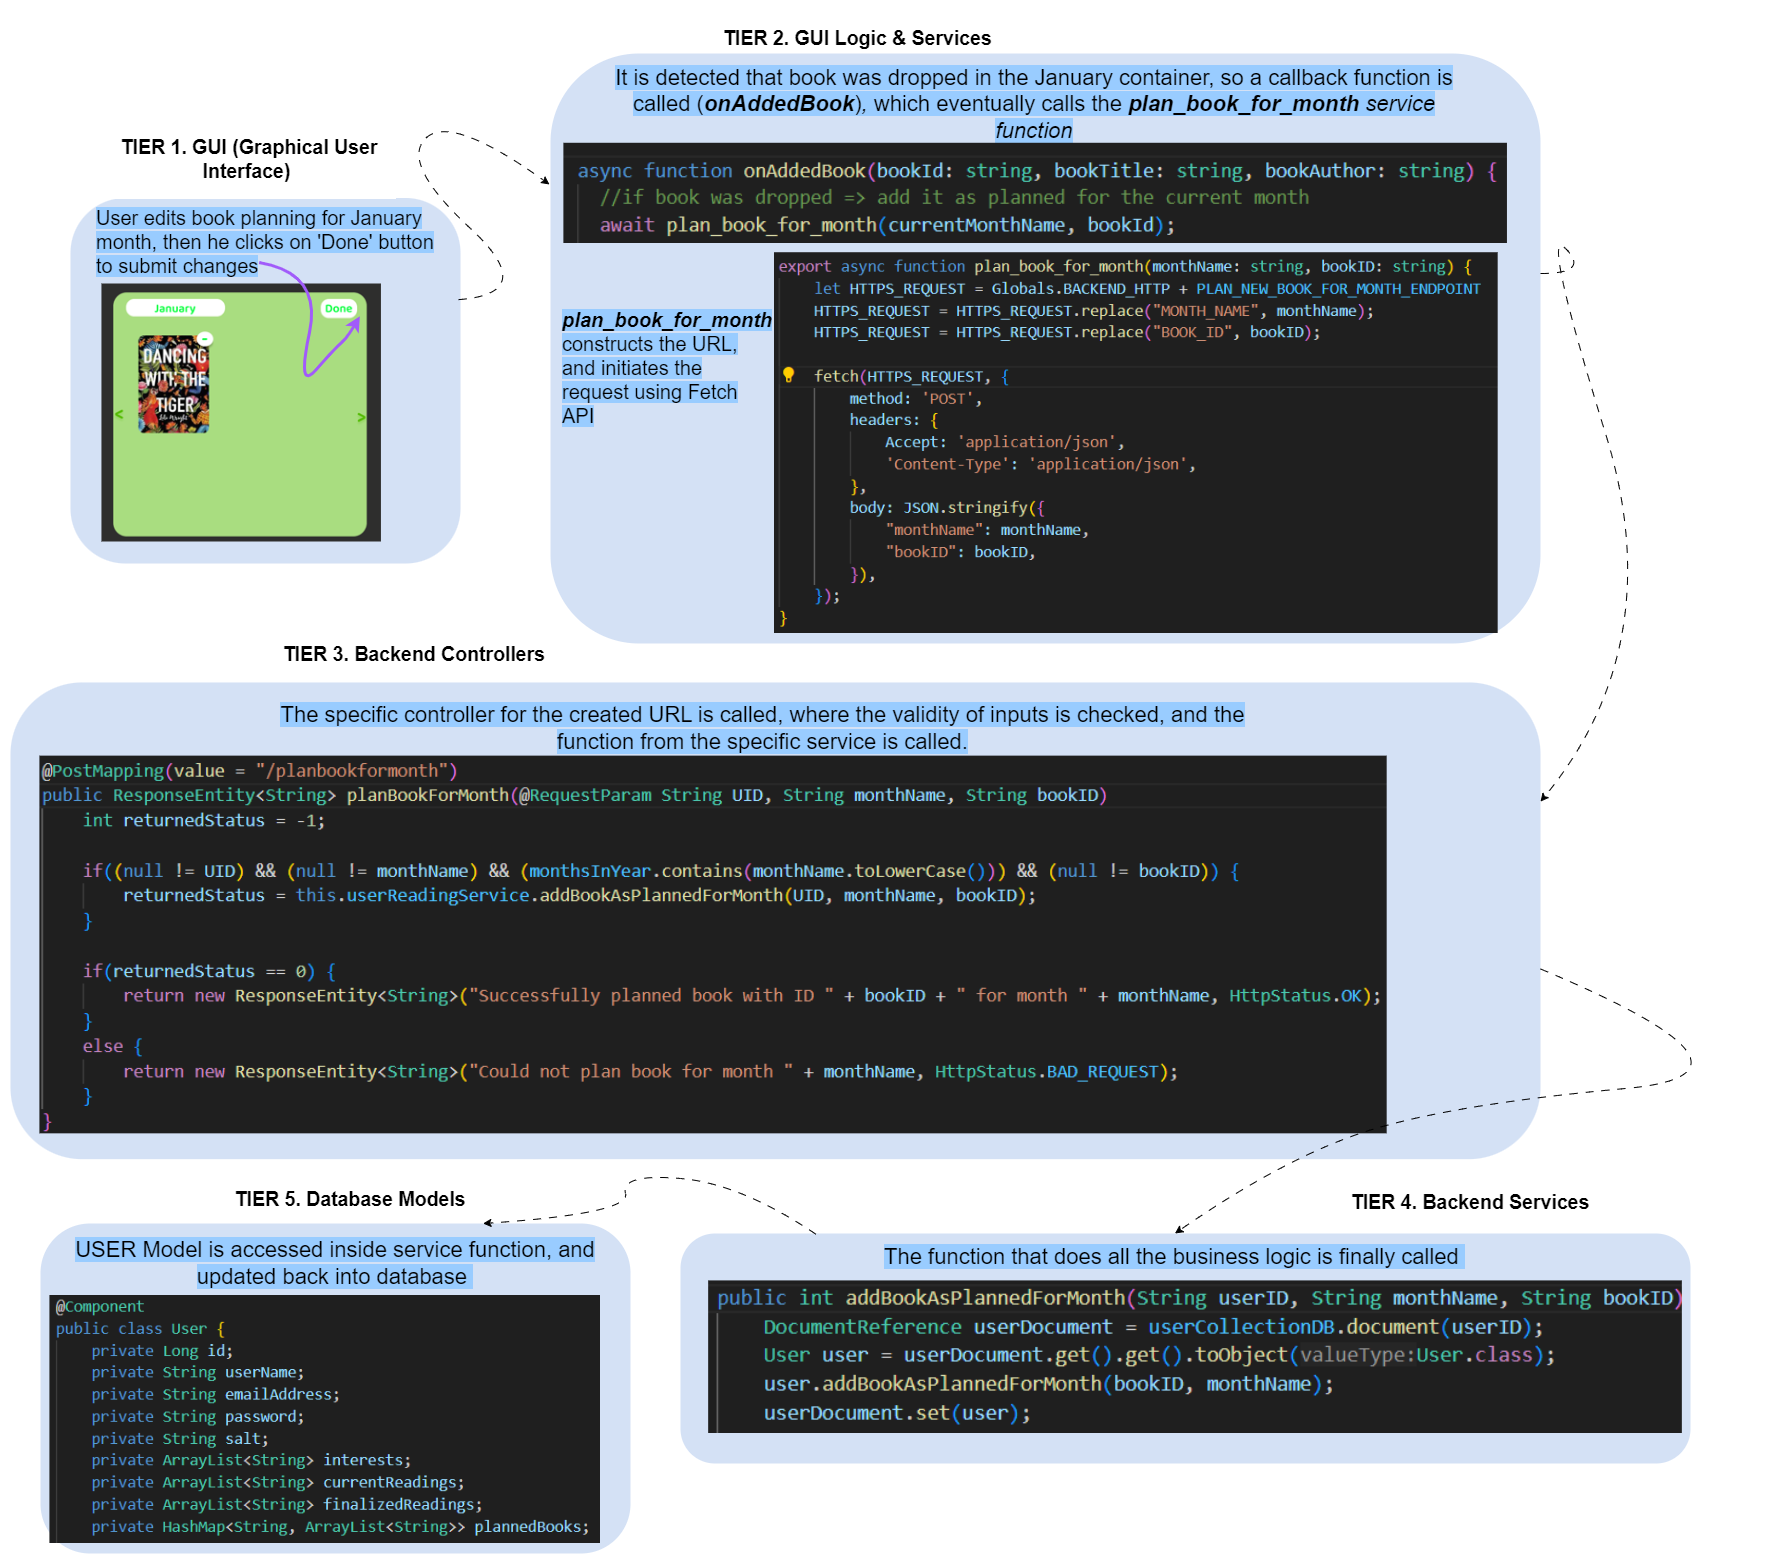 TIER 1. GUI (Graphical User
Interface)
User edits book planning for January
month, then he clicks on 'Done' button
to submit changes
January
Done
-
DANCING
WITH THE
TIGER
<
>
TIER 2. GUI Logic & Services
It is detected that book was dropped in the January container, so a callback function is
called (onAddedBook), which eventually calls the plan_book_for_month service
function
async function onAddedBook(bookId: string, bookTitle: string, bookAuthor: string) {
//if book was dropped => add it as planned for the current month
await plan_book_for_month(currentMonthName, bookId);
plan_book_for_month
constructs the URL,
and initiates the
request using Fetch
API
export async function plan_book_for_month(monthName: string, bookID: string) {
let HTTPS_REQUEST = Globals.BACKEND_HTTP + PLAN_NEW_BOOK_FOR_MONTH_ENDPOINT
HTTPS_REQUEST = HTTPS_REQUEST.replace("MONTH_NAME", monthName);
HTTPS_REQUEST = HTTPS_REQUEST.replace("BOOK_ID", bookID);
fetch(HTTPS_REQUEST, {
method: 'POST',
headers: {
Accept: 'application/json',
'Content-Type': 'application/json',
},
body: JSON.stringify({
"monthName": monthName,
"bookID": bookID,
}),
});
}
TIER 3. Backend Controllers
The specific controller for the created URL is called, where the validity of inputs is checked, and the
function from the specific service is called.
@PostMapping(value = "/planbookformonth")
public ResponseEntity<String> planBookForMonth(@RequestParam String UID, String monthName, String bookID)
int returnedStatus = -1;
if((null != UID) && (null != monthName) && (monthsInYear.contains(monthName.toLowerCase())) && (null != bookID)) {
returnedStatus = this.userReadingService.addBookAsPlannedForMonth(UID, monthName, bookID);
}
if(returnedStatus == 0) {
return new ResponseEntity<String>("Successfully planned book with ID " + bookID + " for month " + monthName, HttpStatus.OK);
}
else {
return new ResponseEntity<String>("Could not plan book for month " + monthName, HttpStatus.BAD_REQUEST);
}
}
TIER 4. Backend Services
The function that does all the business logic is finally called
public int addBookAsPlannedForMonth(String userID, String monthName, String bookID)
DocumentReference userDocument = userCollectionDB.document(userID);
User user = userDocument.get().get().toObject(valueType:User.class);
user.addBookAsPlannedForMonth(bookID, monthName);
userDocument.set(user);
TIER 5. Database Models
USER Model is accessed inside service function, and
updated back into database
@Component
public class User {
private Long id;
private String userName;
private String emailAddress;
private String password;
private String salt;
private ArrayList<String> interests;
private ArrayList<String> currentReadings;
private ArrayList<String> finalizedReadings;
private HashMap<String, ArrayList<String>> plannedBooks;